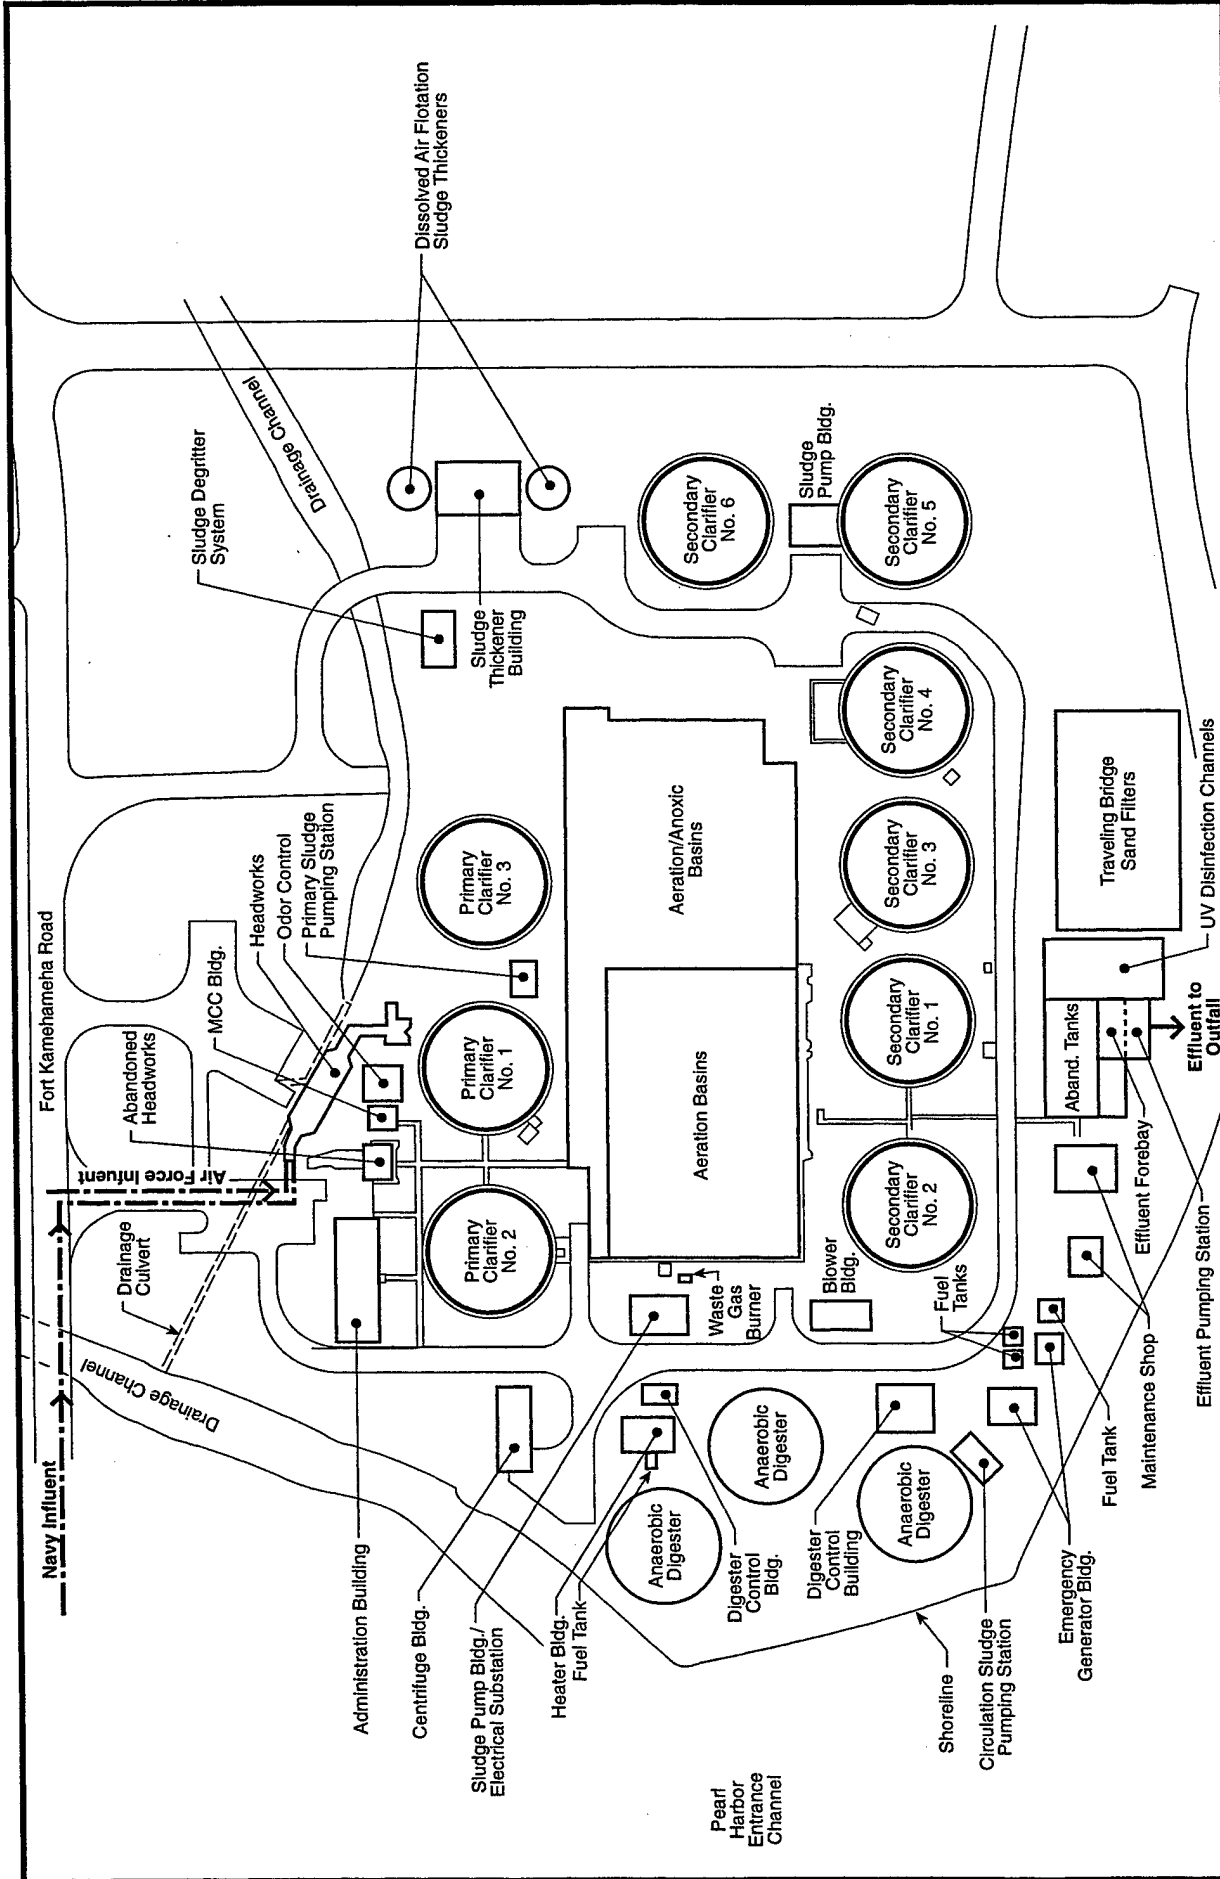 Fort Kamehameha Road
Navy Influent
Air Force Infuent
Drainage
Culvert
Drainage Channel
Abandoned
Headworks
MCC Bldg.
Headworks
Odor Control
Primary Sludge
Pumping Station
Sludge Degritter
System
Drainage Channel
Dissolved Air Flotation
Sludge Thickeners
Sludge
Thickener
Building
Administration Building
Centrifuge Bldg.
Sludge Pump Bldg./
Electrical Substation
Heater Bldg.
Fuel Tank
Primary
Clarifier
No. 2
Primary
Clarifier
No. 1
Primary
Clarifier
No. 3
Waste
Gas
Burner
Aeration Basins
Aeration/Anoxic
Basins
Secondary
Clarifier
No. 6
Sludge
Pump Bldg.
Secondary
Clarifier
No. 5
Anaerobic
Digester
Anaerobic
Digester
Anaerobic
Digester
Digester
Control
Bldg.
Digester
Control
Building
Blower
Bldg.
Fuel
Tanks
Secondary
Clarifier
No. 2
Secondary
Clarifier
No. 1
Secondary
Clarifier
No. 3
Secondary
Clarifier
No. 4
Pearl
Harbor
Entrance
Channel
Shoreline
Circulation Sludge
Pumping Station
Emergency
Generator Bldg.
Fuel Tank
Maintenance Shop
Effluent Forebay
Effluent Pumping Station
Aband. Tanks
Effluent to
Outfall
Traveling Bridge
Sand Filters
UV Disinfection Channels